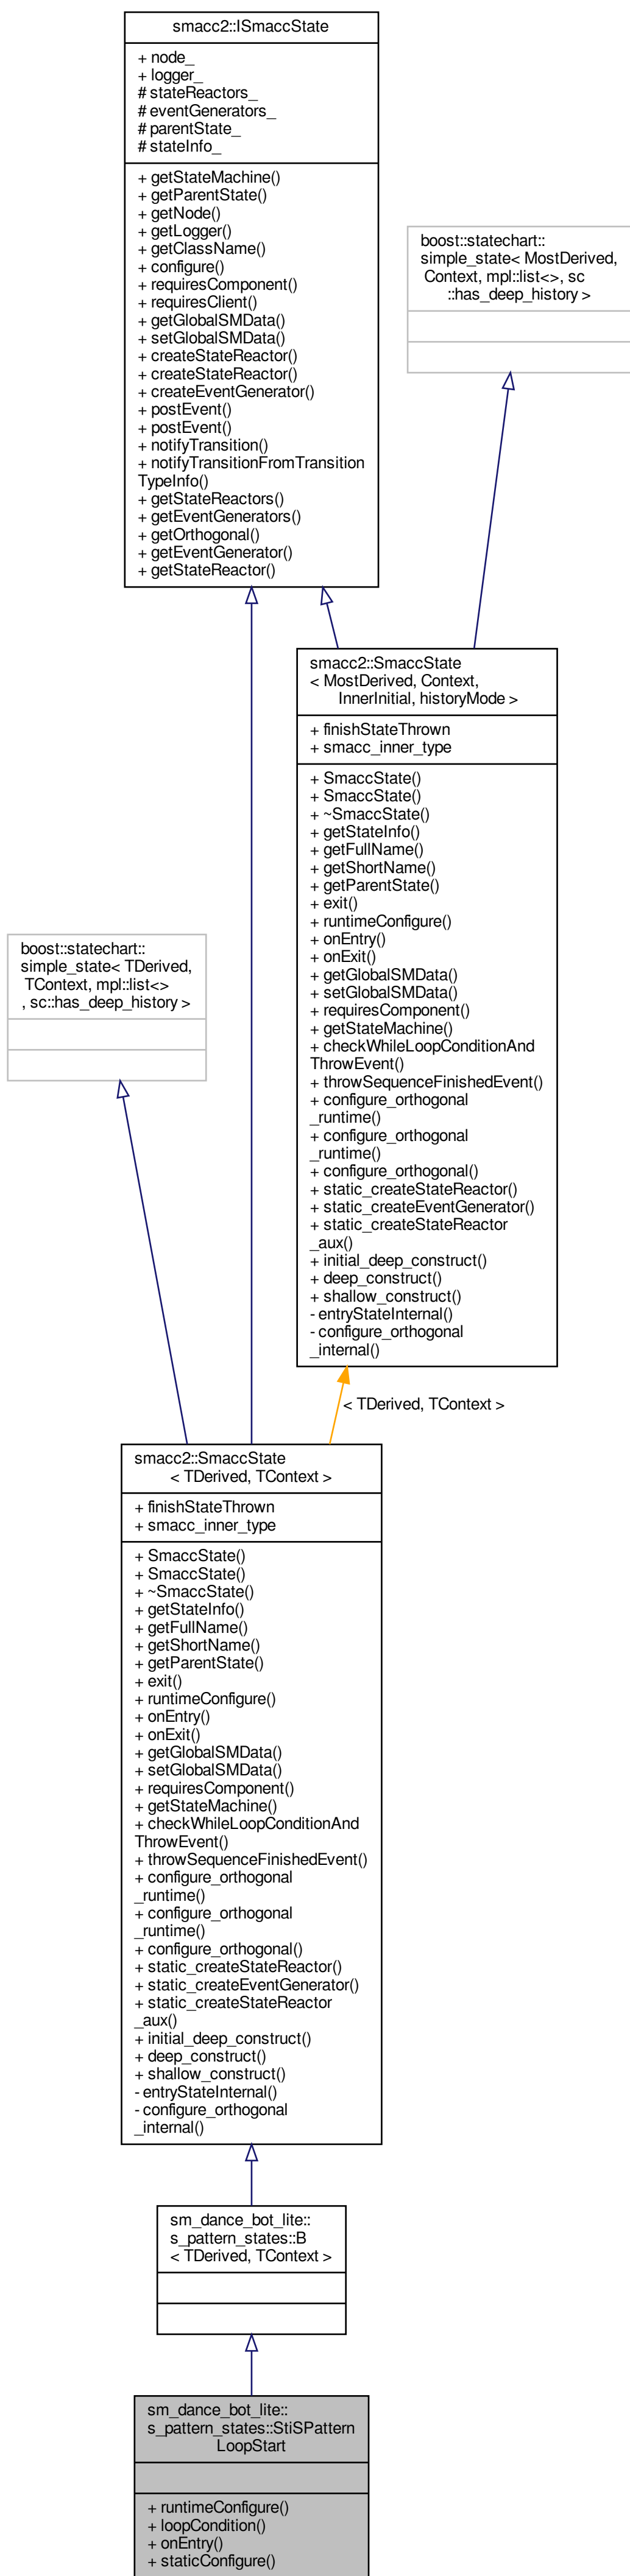 smacc2::ISmaccState
+ node_
+ logger_
# stateReactors_
# eventGenerators_
# parentState_
# stateInfo_
+ getStateMachine()
+ getParentState()
+ getNode()
+ getLogger()
+ getClassName()
+ configure()
+ requiresComponent()
+ requiresClient()
+ getGlobalSMData()
+ setGlobalSMData()
+ createStateReactor()
+ createStateReactor()
+ createEventGenerator()
+ postEvent()
+ postEvent()
+ notifyTransition()
+ notifyTransitionFromTransition
TypeInfo()
+ getStateReactors()
+ getEventGenerators()
+ getOrthogonal()
+ getEventGenerator()
+ getStateReactor()
boost::statechart::
simple_state< MostDerived,
Context, mpl::list<>, sc
::has_deep_history >
smacc2::SmaccState
< MostDerived, Context,
InnerInitial, historyMode >
+ finishStateThrown
+ smacc_inner_type
+ SmaccState()
+ SmaccState()
+ ~SmaccState()
+ getStateInfo()
+ getFullName()
+ getShortName()
+ getParentState()
+ exit()
+ runtimeConfigure()
+ onEntry()
+ onExit()
+ getGlobalSMData()
+ setGlobalSMData()
+ requiresComponent()
+ getStateMachine()
+ checkWhileLoopConditionAnd
ThrowEvent()
+ throwSequenceFinishedEvent()
+ configure_orthogonal
_runtime()
+ configure_orthogonal
_runtime()
+ configure_orthogonal()
+ static_createStateReactor()
+ static_createEventGenerator()
+ static_createStateReactor
_aux()
+ initial_deep_construct()
+ deep_construct()
+ shallow_construct()
- entryStateInternal()
- configure_orthogonal
_internal()
boost::statechart::
simple_state< TDerived,
TContext, mpl::list<>
, sc::has_deep_history >
< TDerived, TContext >
smacc2::SmaccState
< TDerived, TContext >
+ finishStateThrown
+ smacc_inner_type
+ SmaccState()
+ SmaccState()
+ ~SmaccState()
+ getStateInfo()
+ getFullName()
+ getShortName()
+ getParentState()
+ exit()
+ runtimeConfigure()
+ onEntry()
+ onExit()
+ getGlobalSMData()
+ setGlobalSMData()
+ requiresComponent()
+ getStateMachine()
+ checkWhileLoopConditionAnd
ThrowEvent()
+ throwSequenceFinishedEvent()
+ configure_orthogonal
_runtime()
+ configure_orthogonal
_runtime()
+ configure_orthogonal()
+ static_createStateReactor()
+ static_createEventGenerator()
+ static_createStateReactor
_aux()
+ initial_deep_construct()
+ deep_construct()
+ shallow_construct()
- entryStateInternal()
- configure_orthogonal
_internal()
sm_dance_bot_lite::
s_pattern_states::B
< TDerived, TContext >
sm_dance_bot_lite::
s_pattern_states::StiSPattern
LoopStart
+ runtimeConfigure()
+ loopCondition()
+ onEntry()
+ staticConfigure()